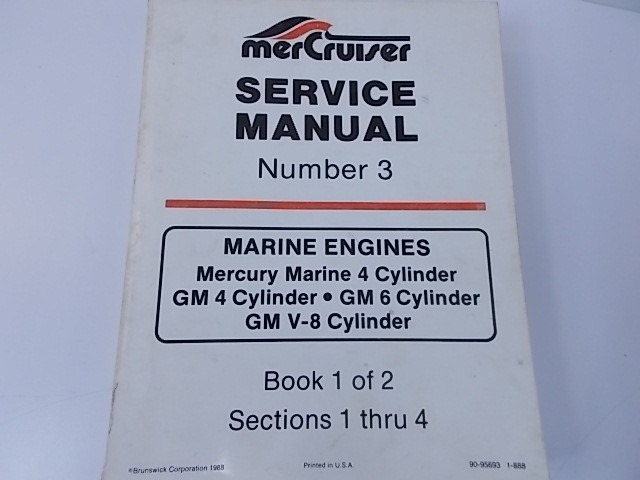 merCruiser
SERVICE
MANUAL
Number 3
MARINE ENGINES
Mercury Marine 4 Cylinder
GM 4 Cylinder • GM 6 Cylinder
GM V-8 Cylinder
Book 1 of 2
Sections 1 thru 4
©Brunswick Corporation 1988 Printed in U.S.A. 90-95693 1-888